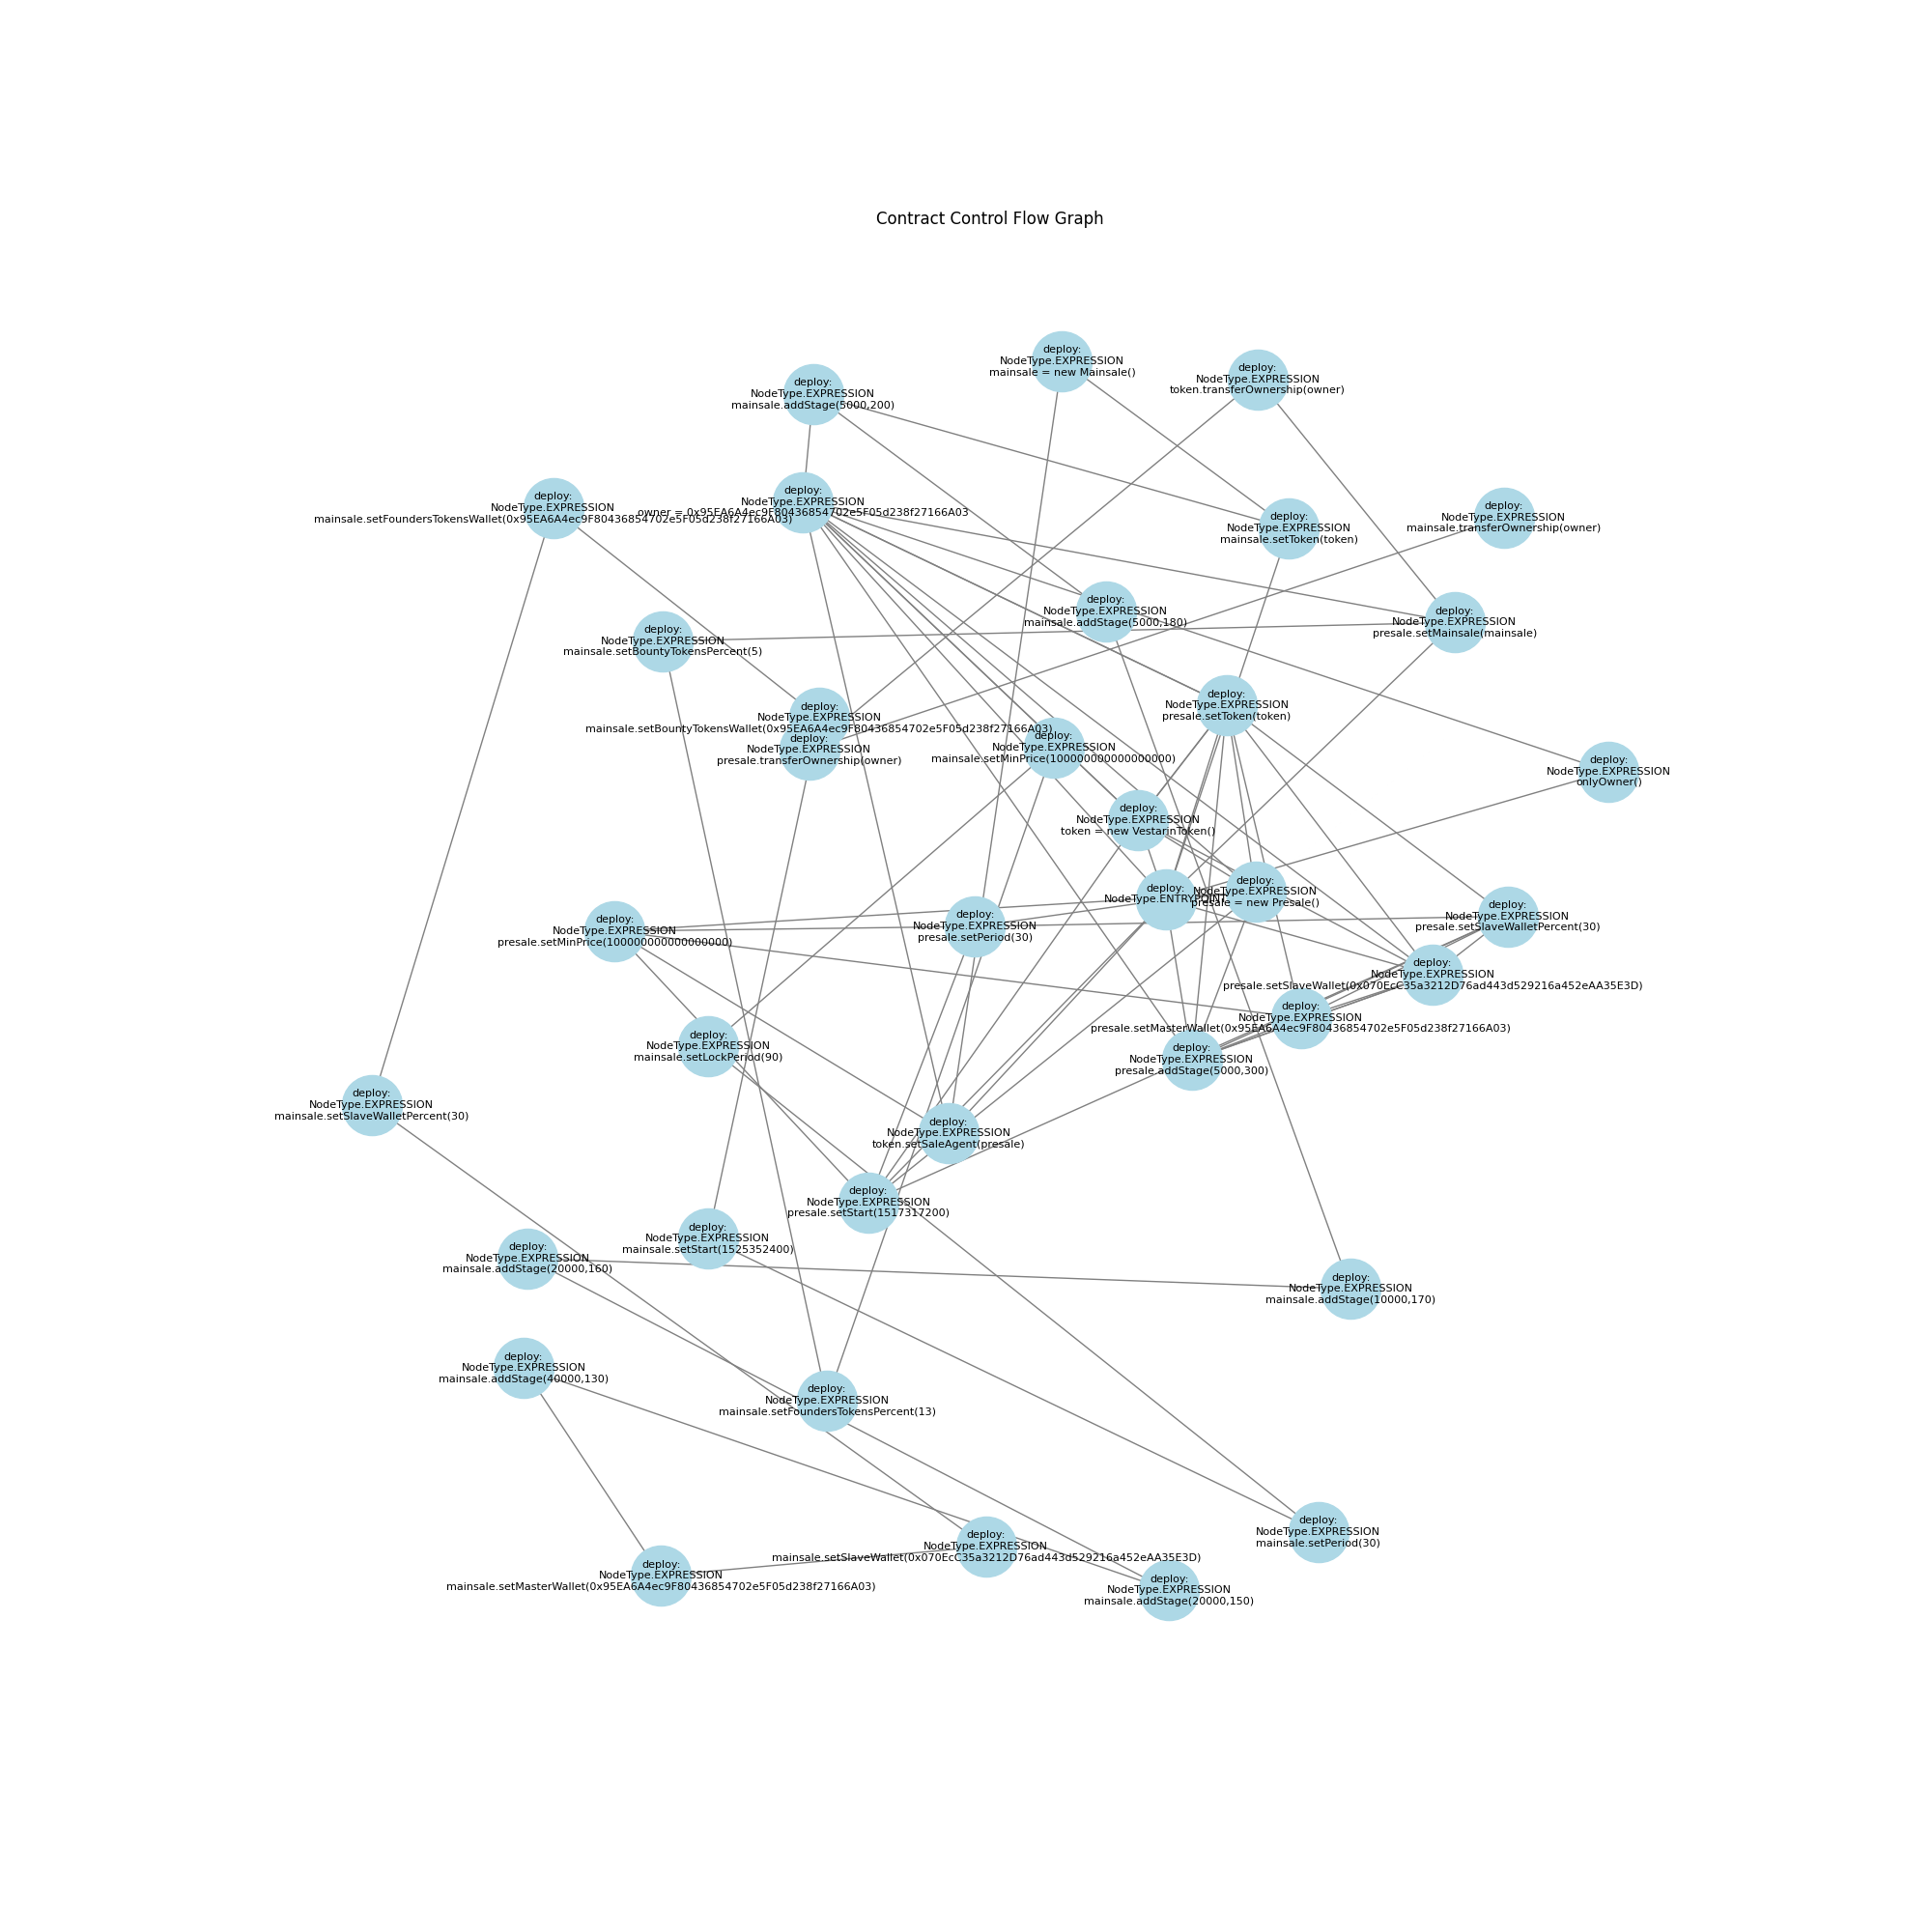 Contract Control Flow Graph
deploy:
NodeType.EXPRESSION
mainsale = new Mainsale()
deploy:
NodeType.EXPRESSION
token.transferOwnership(owner)
deploy:
NodeType.EXPRESSION
mainsale.addStage(5000,200)
deploy:
NodeType.EXPRESSION
owner = 0x95EA6A4ec9F80436854702e5F05d238f27166A03
deploy:
NodeType.EXPRESSION
mainsale.setFoundersTokensWallet(0x95EA6A4ec9F80436854702e5F05d238f27166A03)
deploy:
NodeType.EXPRESSION
mainsale.transferOwnership(owner)
deploy:
NodeType.EXPRESSION
mainsale.setToken(token)
deploy:
NodeType.EXPRESSION
mainsale.addStage(5000,180)
deploy:
NodeType.EXPRESSION
presale.setMainsale(mainsale)
deploy:
NodeType.EXPRESSION
mainsale.setBountyTokensPercent(5)
deploy:
NodeType.EXPRESSION
presale.setToken(token)
deploy:
NodeType.EXPRESSION
mainsale.setBountyTokensWallet(0x95EA6A4ec9F80436854702e5F05d238f27166A03)
deploy:
NodeType.EXPRESSION
presale.transferOwnership(owner)
deploy:
NodeType.EXPRESSION
mainsale.setMinPrice(100000000000000000)
deploy:
NodeType.EXPRESSION
onlyOwner()
deploy:
NodeType.EXPRESSION
token = new VestarinToken()
deploy:
NodeType.ENTRYPOINT
deploy:
NodeType.EXPRESSION
presale = new Presale()
deploy:
NodeType.EXPRESSION
presale.setSlaveWalletPercent(30)
deploy:
NodeType.EXPRESSION
presale.setPeriod(30)
deploy:
NodeType.EXPRESSION
presale.setMinPrice(100000000000000000)
deploy:
NodeType.EXPRESSION
presale.setSlaveWallet(0x070EcC35a3212D76ad443d529216a452eAA35E3D)
deploy:
NodeType.EXPRESSION
presale.setMasterWallet(0x95EA6A4ec9F80436854702e5F05d238f27166A03)
deploy:
NodeType.EXPRESSION
presale.addStage(5000,300)
deploy:
NodeType.EXPRESSION
mainsale.setLockPeriod(90)
deploy:
NodeType.EXPRESSION
mainsale.setSlaveWalletPercent(30)
deploy:
NodeType.EXPRESSION
token.setSaleAgent(presale)
deploy:
NodeType.EXPRESSION
presale.setStart(1517317200)
deploy:
NodeType.EXPRESSION
mainsale.setStart(1525352400)
deploy:
NodeType.EXPRESSION
mainsale.addStage(20000,160)
deploy:
NodeType.EXPRESSION
mainsale.addStage(10000,170)
deploy:
NodeType.EXPRESSION
mainsale.addStage(40000,130)
deploy:
NodeType.EXPRESSION
mainsale.setFoundersTokensPercent(13)
deploy:
NodeType.EXPRESSION
mainsale.setPeriod(30)
deploy:
NodeType.EXPRESSION
mainsale.setSlaveWallet(0x070EcC35a3212D76ad443d529216a452eAA35E3D)
deploy:
NodeType.EXPRESSION
mainsale.setMasterWallet(0x95EA6A4ec9F80436854702e5F05d238f27166A03)
deploy:
NodeType.EXPRESSION
mainsale.addStage(20000,150)